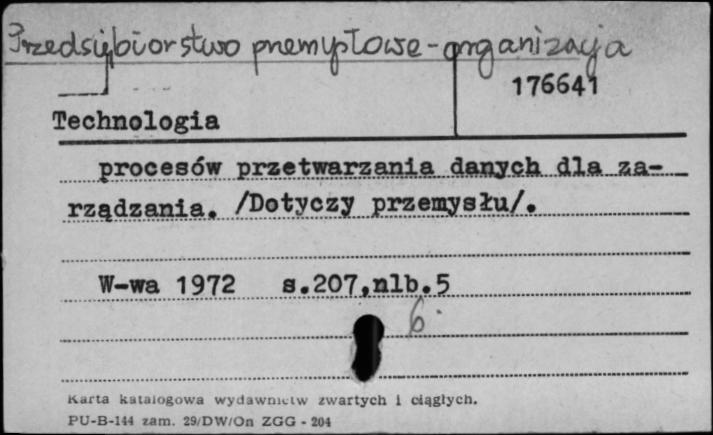 Przedsiębiorstwo przemysłowe - organizacja
176641
Technologia
procesów przetwarzania danych dla za-
rządzania. /Dotyczy przemysłu/.
W-wa 1972 s.207,nlb.5
6.
Karta katalogowa wydawnictw zwartych i ciągłych.
PU-B-144 zam. 29/DW/On ZGG - 204